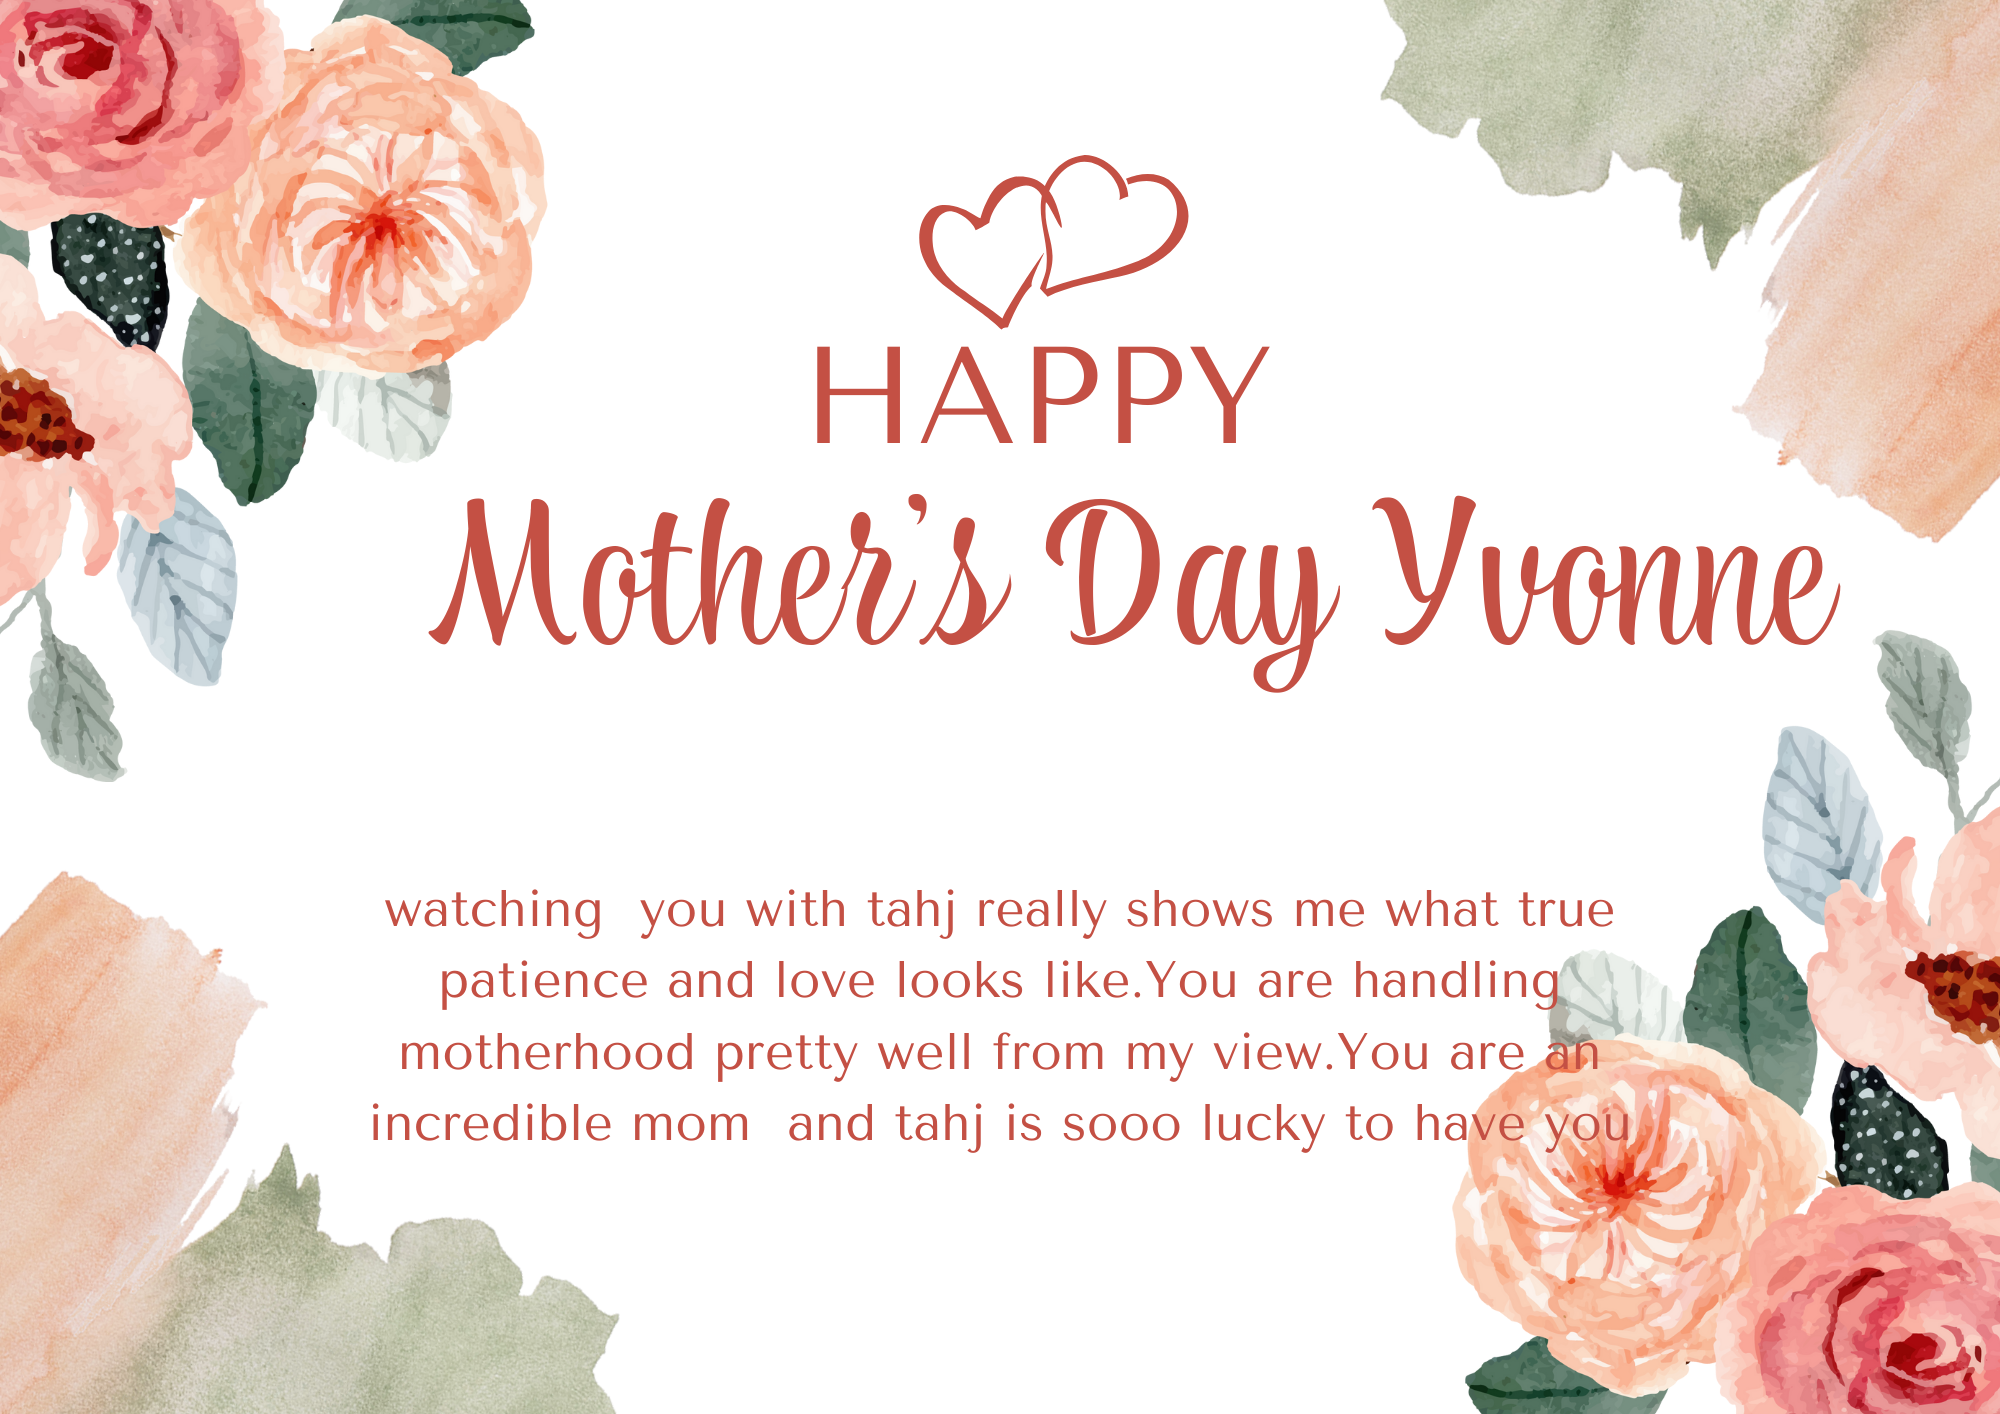 HAPPY
Mother's Day Yvonne
watching  you with tahj really shows me what true
patience and love looks like.You are handling
motherhood pretty well from my view.You are an
incredible mom  and tahj is sooo lucky to have you